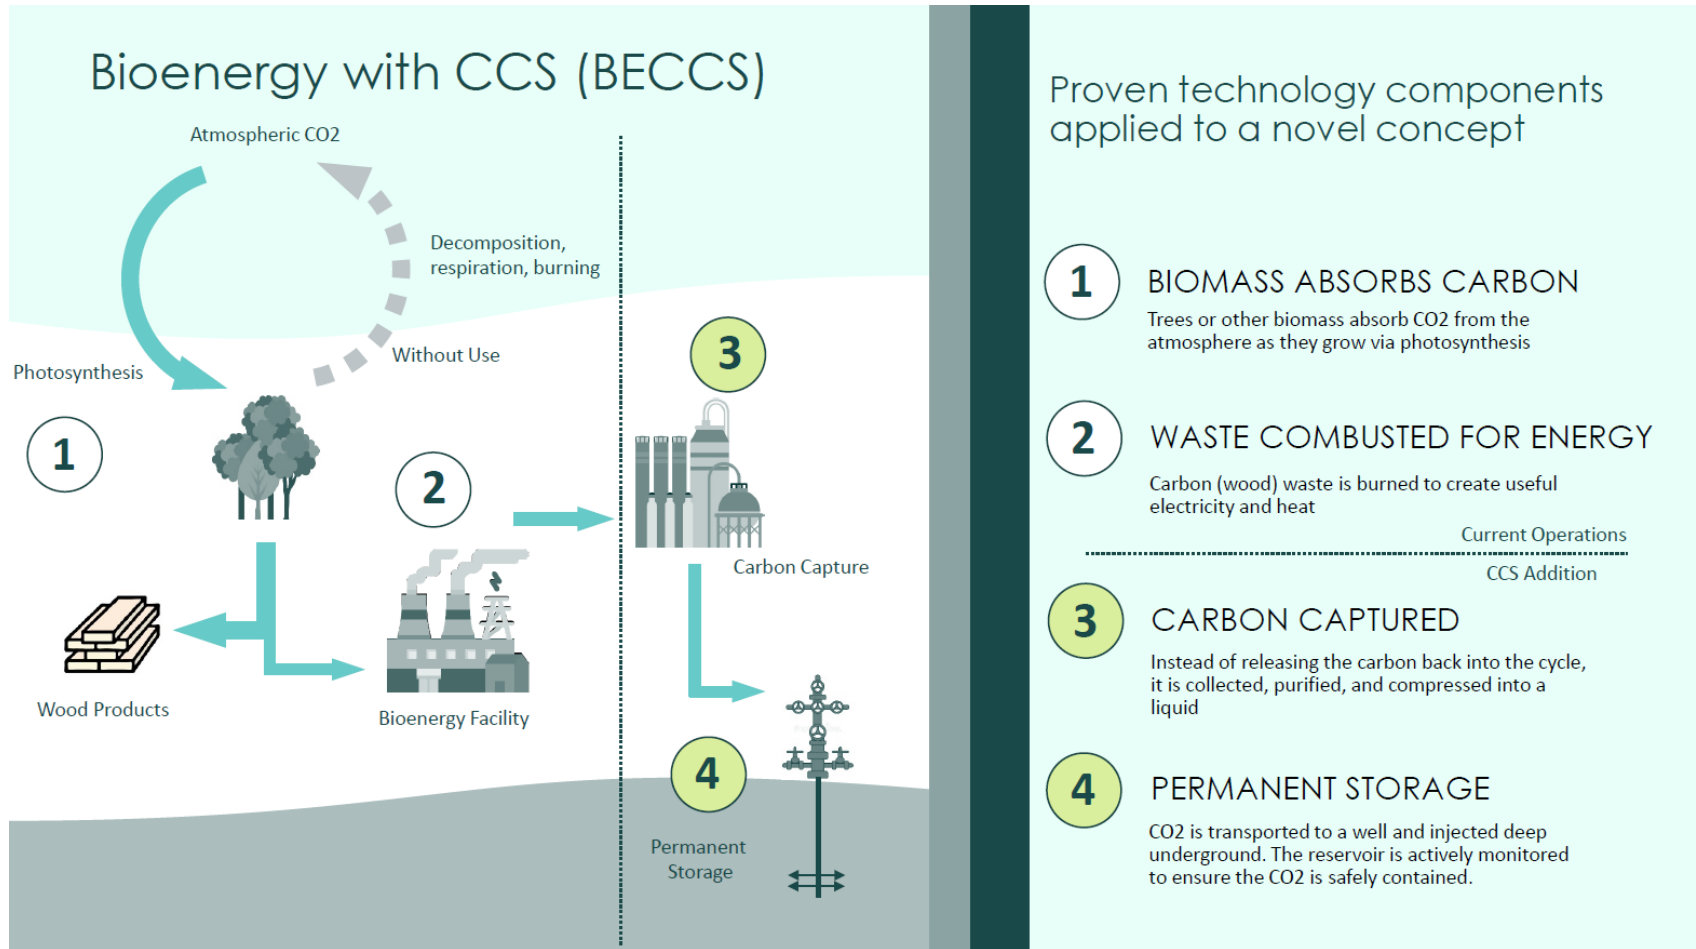 Bioenergy with CCS (BECCS)
Atmospheric CO2
Decomposition,
respiration, burning
Without Use
Photosynthesis
1
2
3
Carbon Capture
Wood Products
Bioenergy Facility
4
Permanent
Storage
Proven technology components
applied to a novel concept
1
BIOMASS ABSORBS CARBON
Trees or other biomass absorb CO2 from the
atmosphere as they grow via photosynthesis
2
WASTE COMBUSTED FOR ENERGY
Carbon (wood) waste is burned to create useful
electricity and heat
Current Operations
CCS Addition
3
CARBON CAPTURED
Instead of releasing the carbon back into the cycle,
it is collected, purified, and compressed into a
liquid
4
PERMANENT STORAGE
CO2 is transported to a well and injected deep
underground. The reservoir is actively monitored
to ensure the CO2 is safely contained.